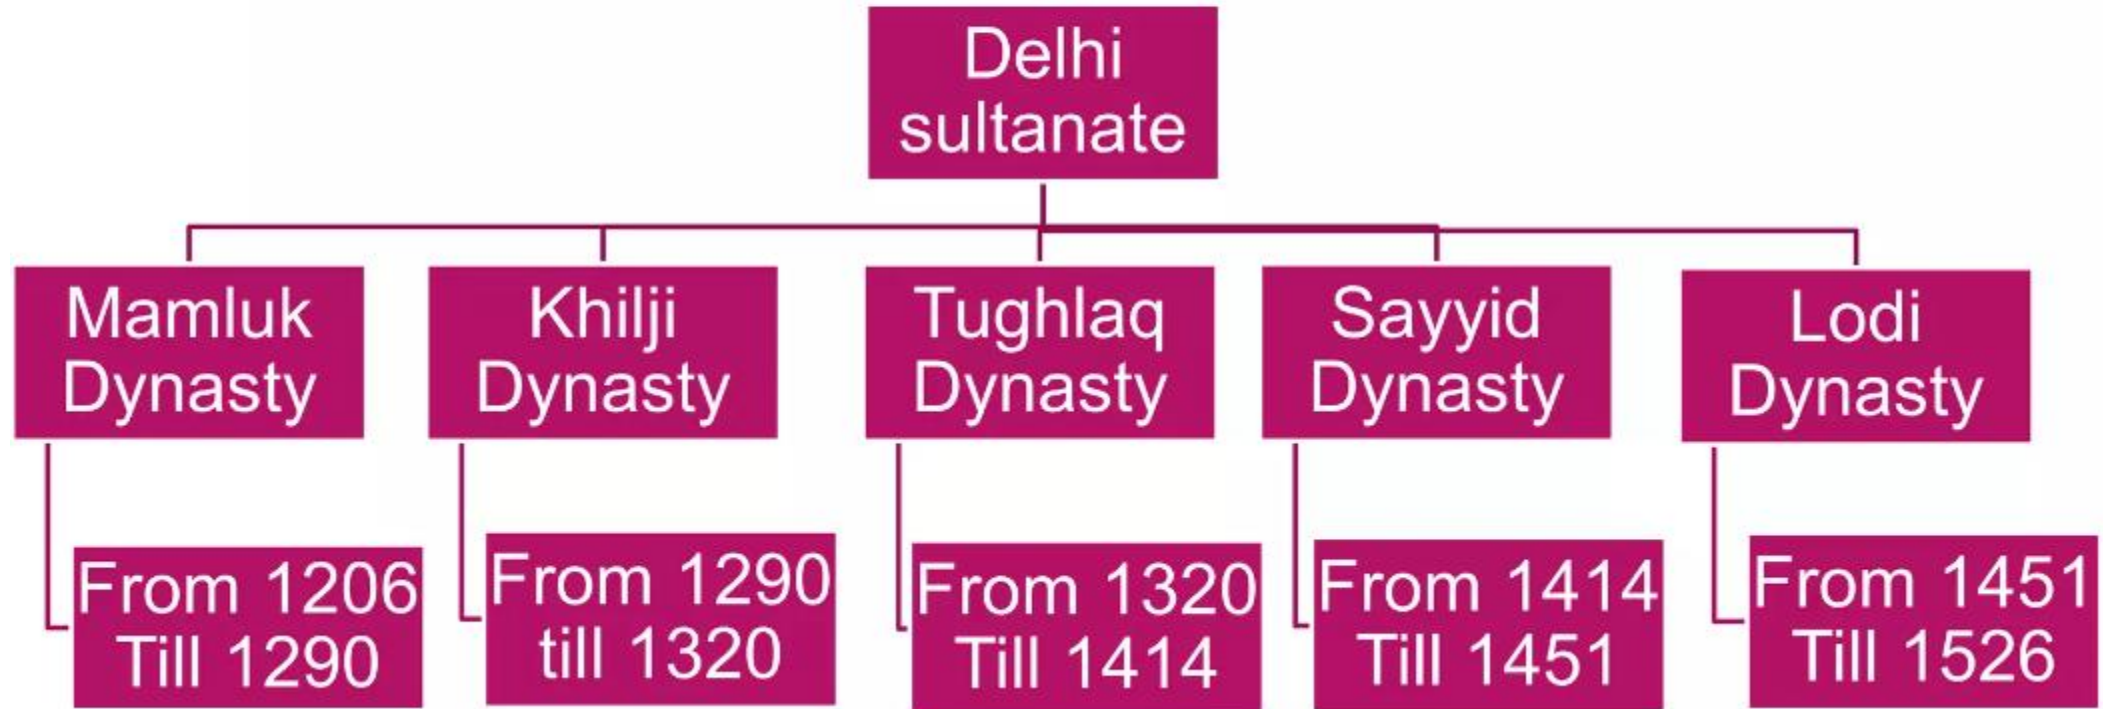 Delhi
sultanate
Mamluk
Dynasty
Khilji
Dynasty
Tughlaq
Dynasty
Sayyid
Dynasty
Lodi
Dynasty
From 1206
Till 1290
From 1290
till 1320
From 1320
Till 1414
From 1414
Till 1451
From 1451
Till 1526